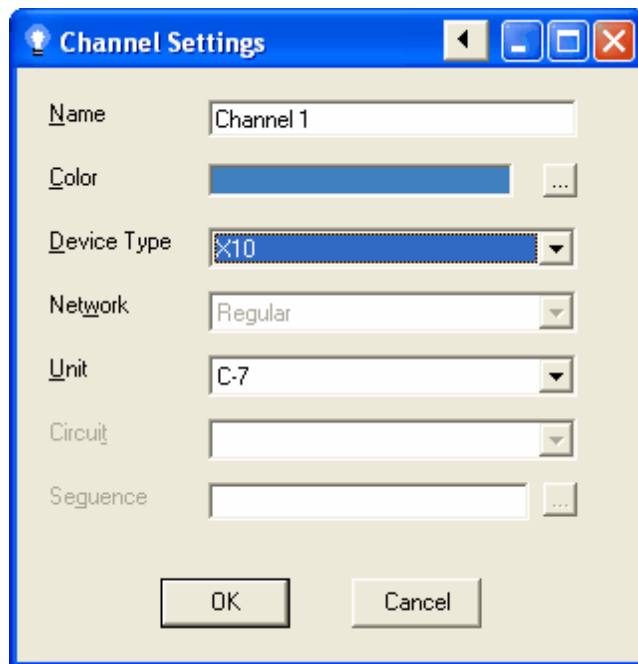 Channel Settings
Name Channel 1
Color ...
Device Type X10
Network Regular
Unit C-7
Circuit
Sequence ...
OK Cancel